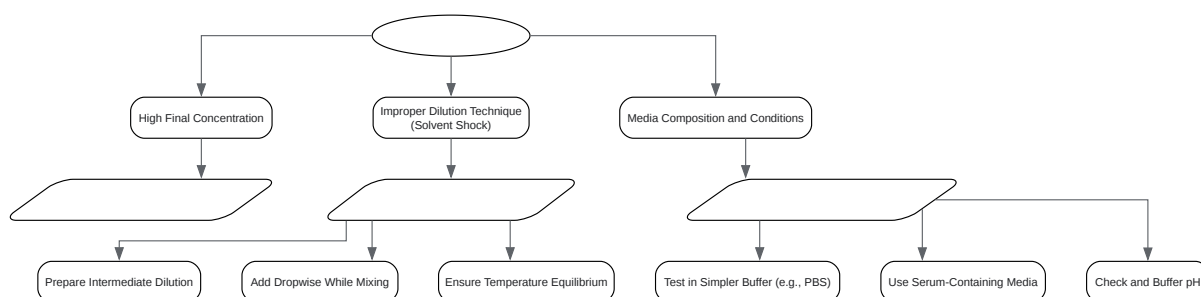 High Final Concentration
Improper Dilution Technique
(Solvent Shock)
Media Composition and Conditions
Prepare Intermediate Dilution
Add Dropwise While Mixing
Ensure Temperature Equilibrium
Test in Simpler Buffer (e.g., PBS)
Use Serum-Containing Media
Check and Buffer pH